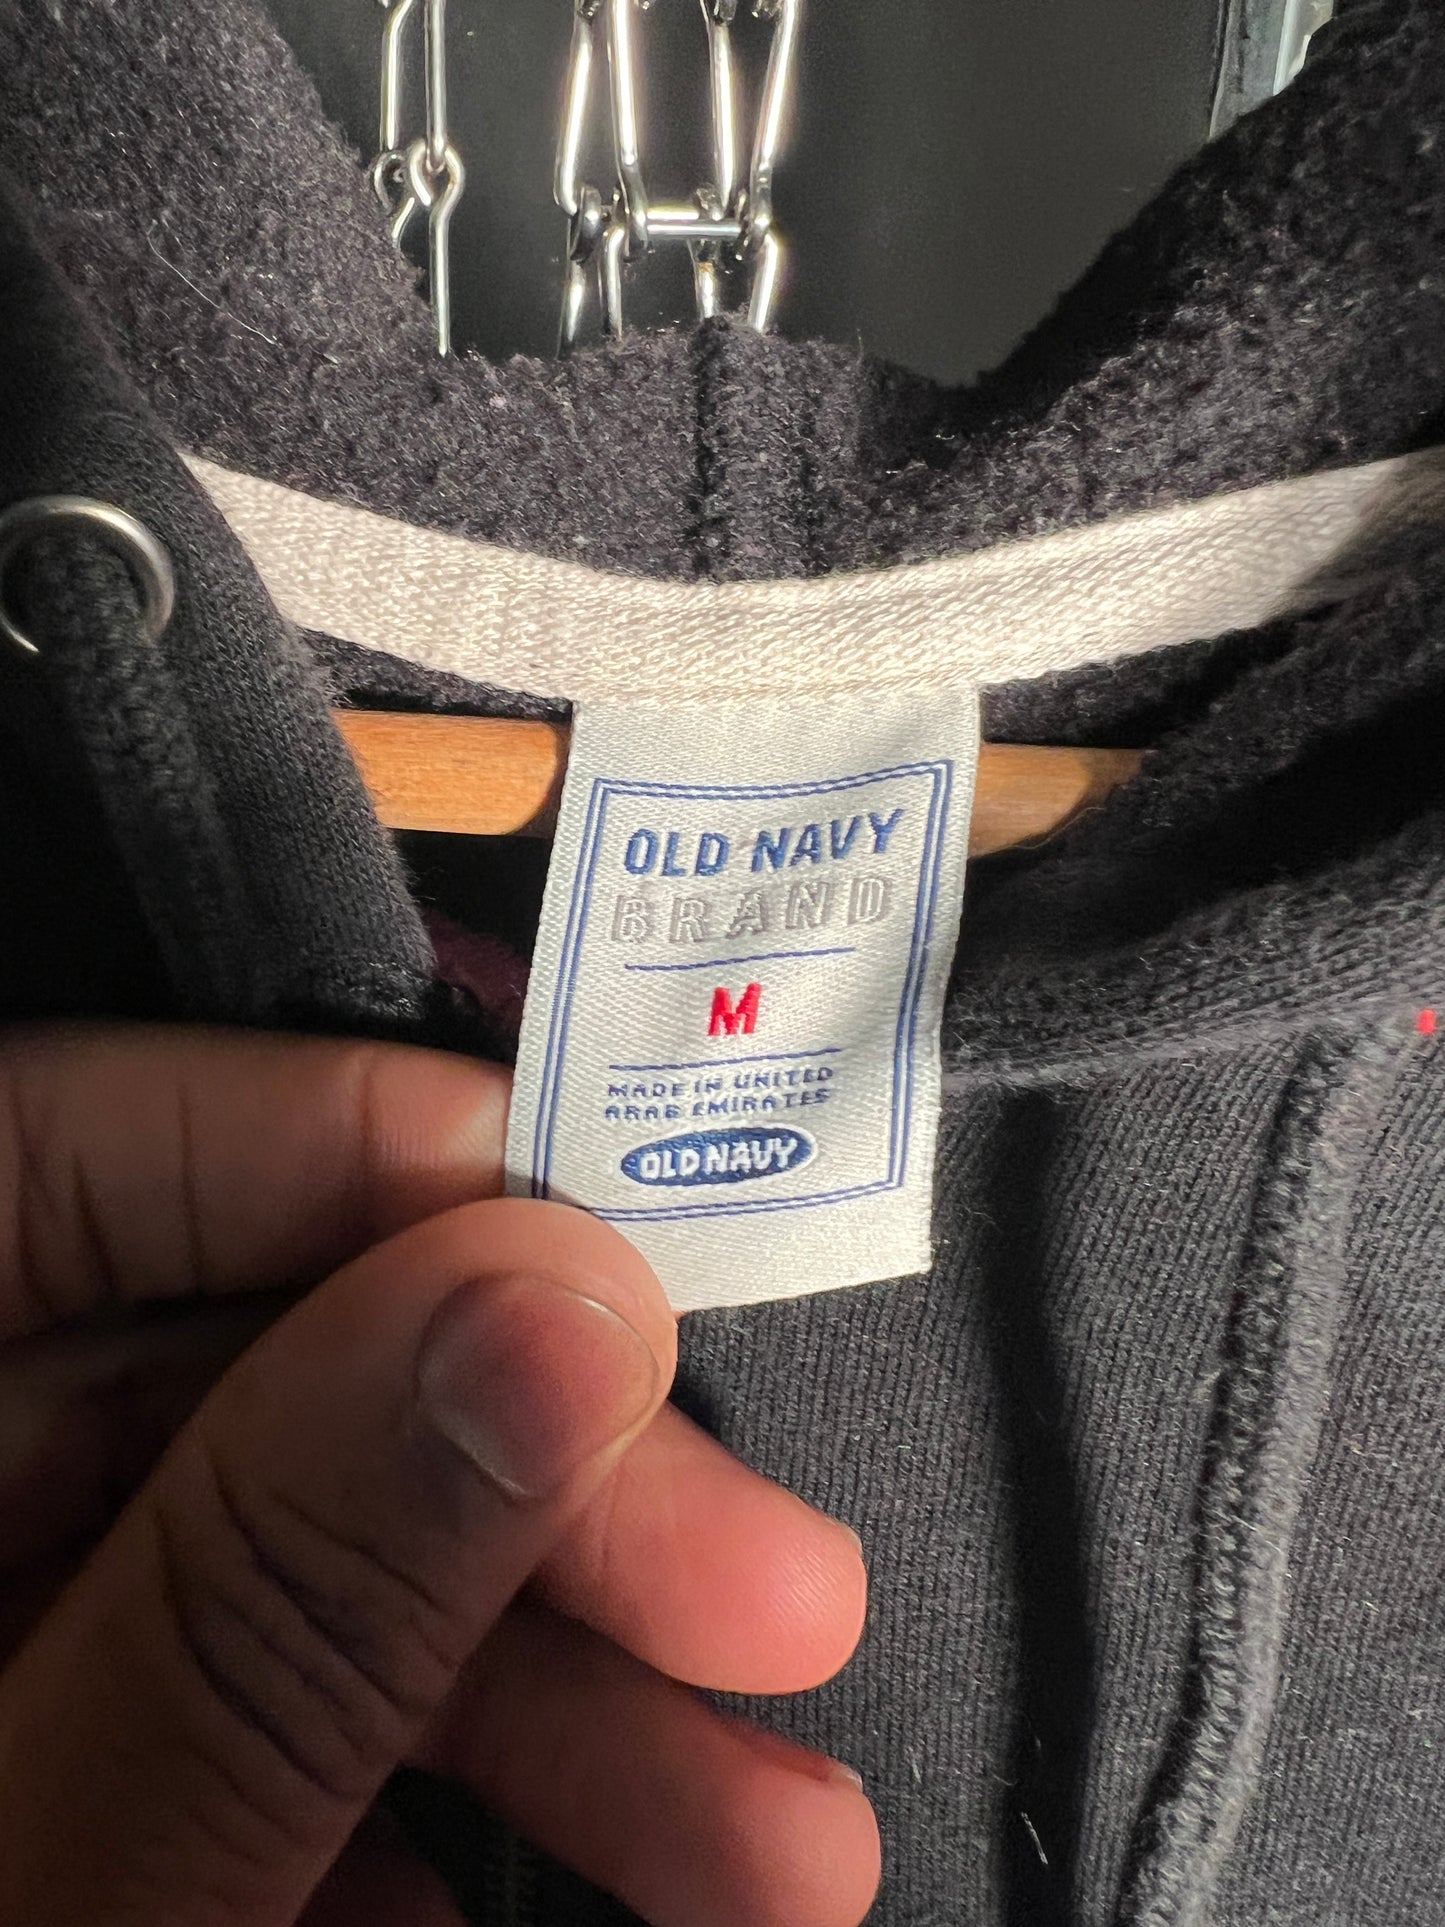 OLD NAVY
BRAND
M
MADE IN UNITED
ARAB EMIRATES
OLD NAVY